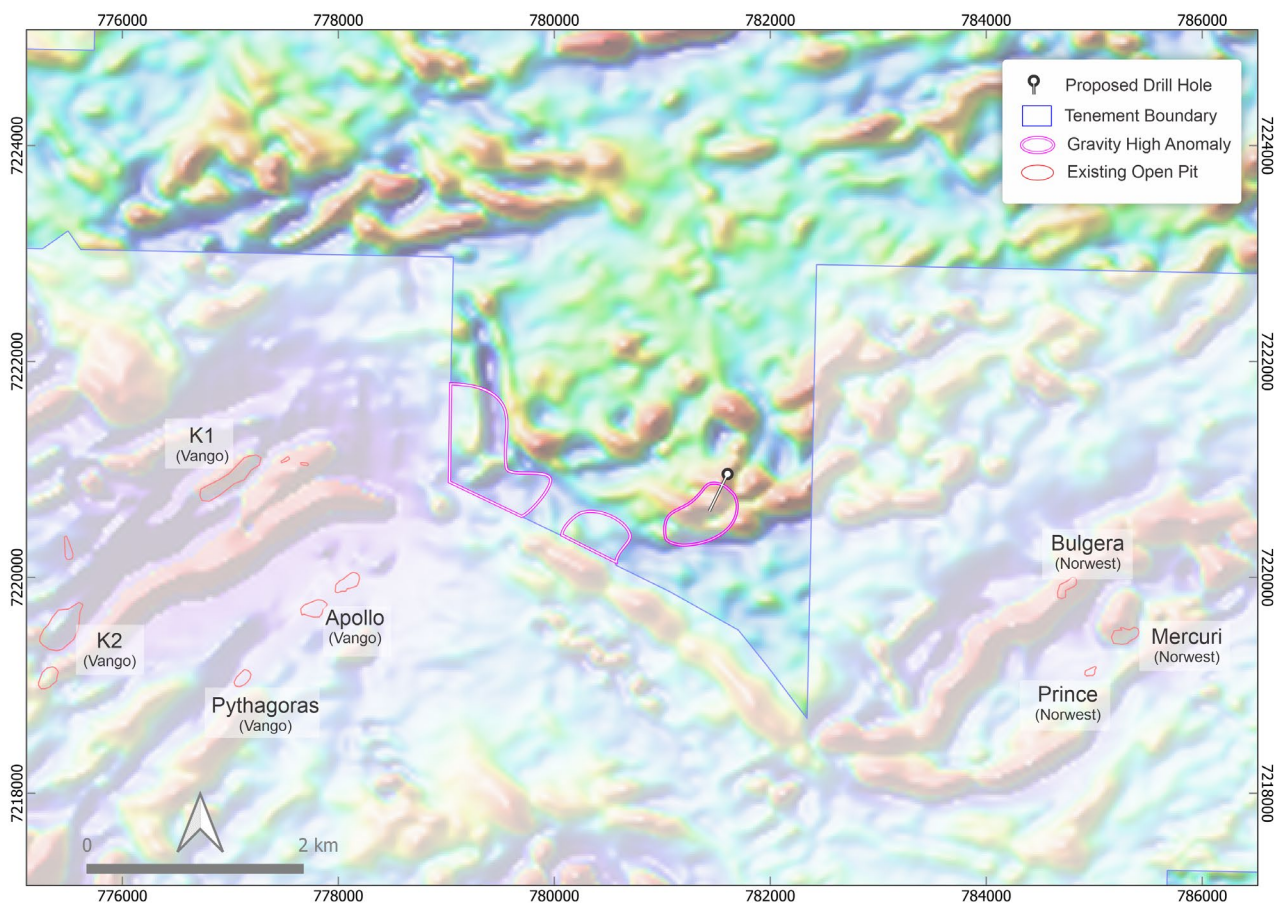 776000
778000
780000
782000
784000
786000
Proposed Drill Hole
Tenement Boundary
Gravity High Anomaly
Existing Open Pit
7224000
7224000
7222000
7222000
K1
(Vango)
Bulgera
(Norwest)
7220000
7220000
Apollo
(Vango)
K2
(Vango)
Mercuri
(Norwest)
Pythagoras
(Vango)
Prince
(Norwest)
7218000
7218000
0
2 km
776000
778000
780000
782000
784000
786000